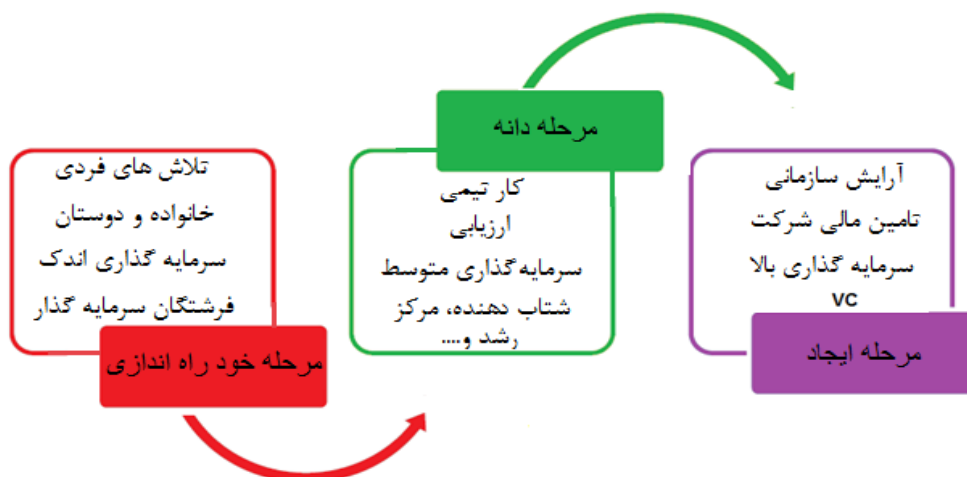 تلاش های فردی
خانواده و دوستان
سرمایه گذاری اندک
فرشتگان سرمایه گذار
مرحله خود راه اندازی
مرحله دانه
کار تیمی
ارزیابی
سرمایه‌گذاری متوسط
شتاب دهنده، مرکز
رشد و....
آرایش سازمانی
تامین مالی شرکت
سرمایه گذاری بالا
VC
مرحله ایجاد